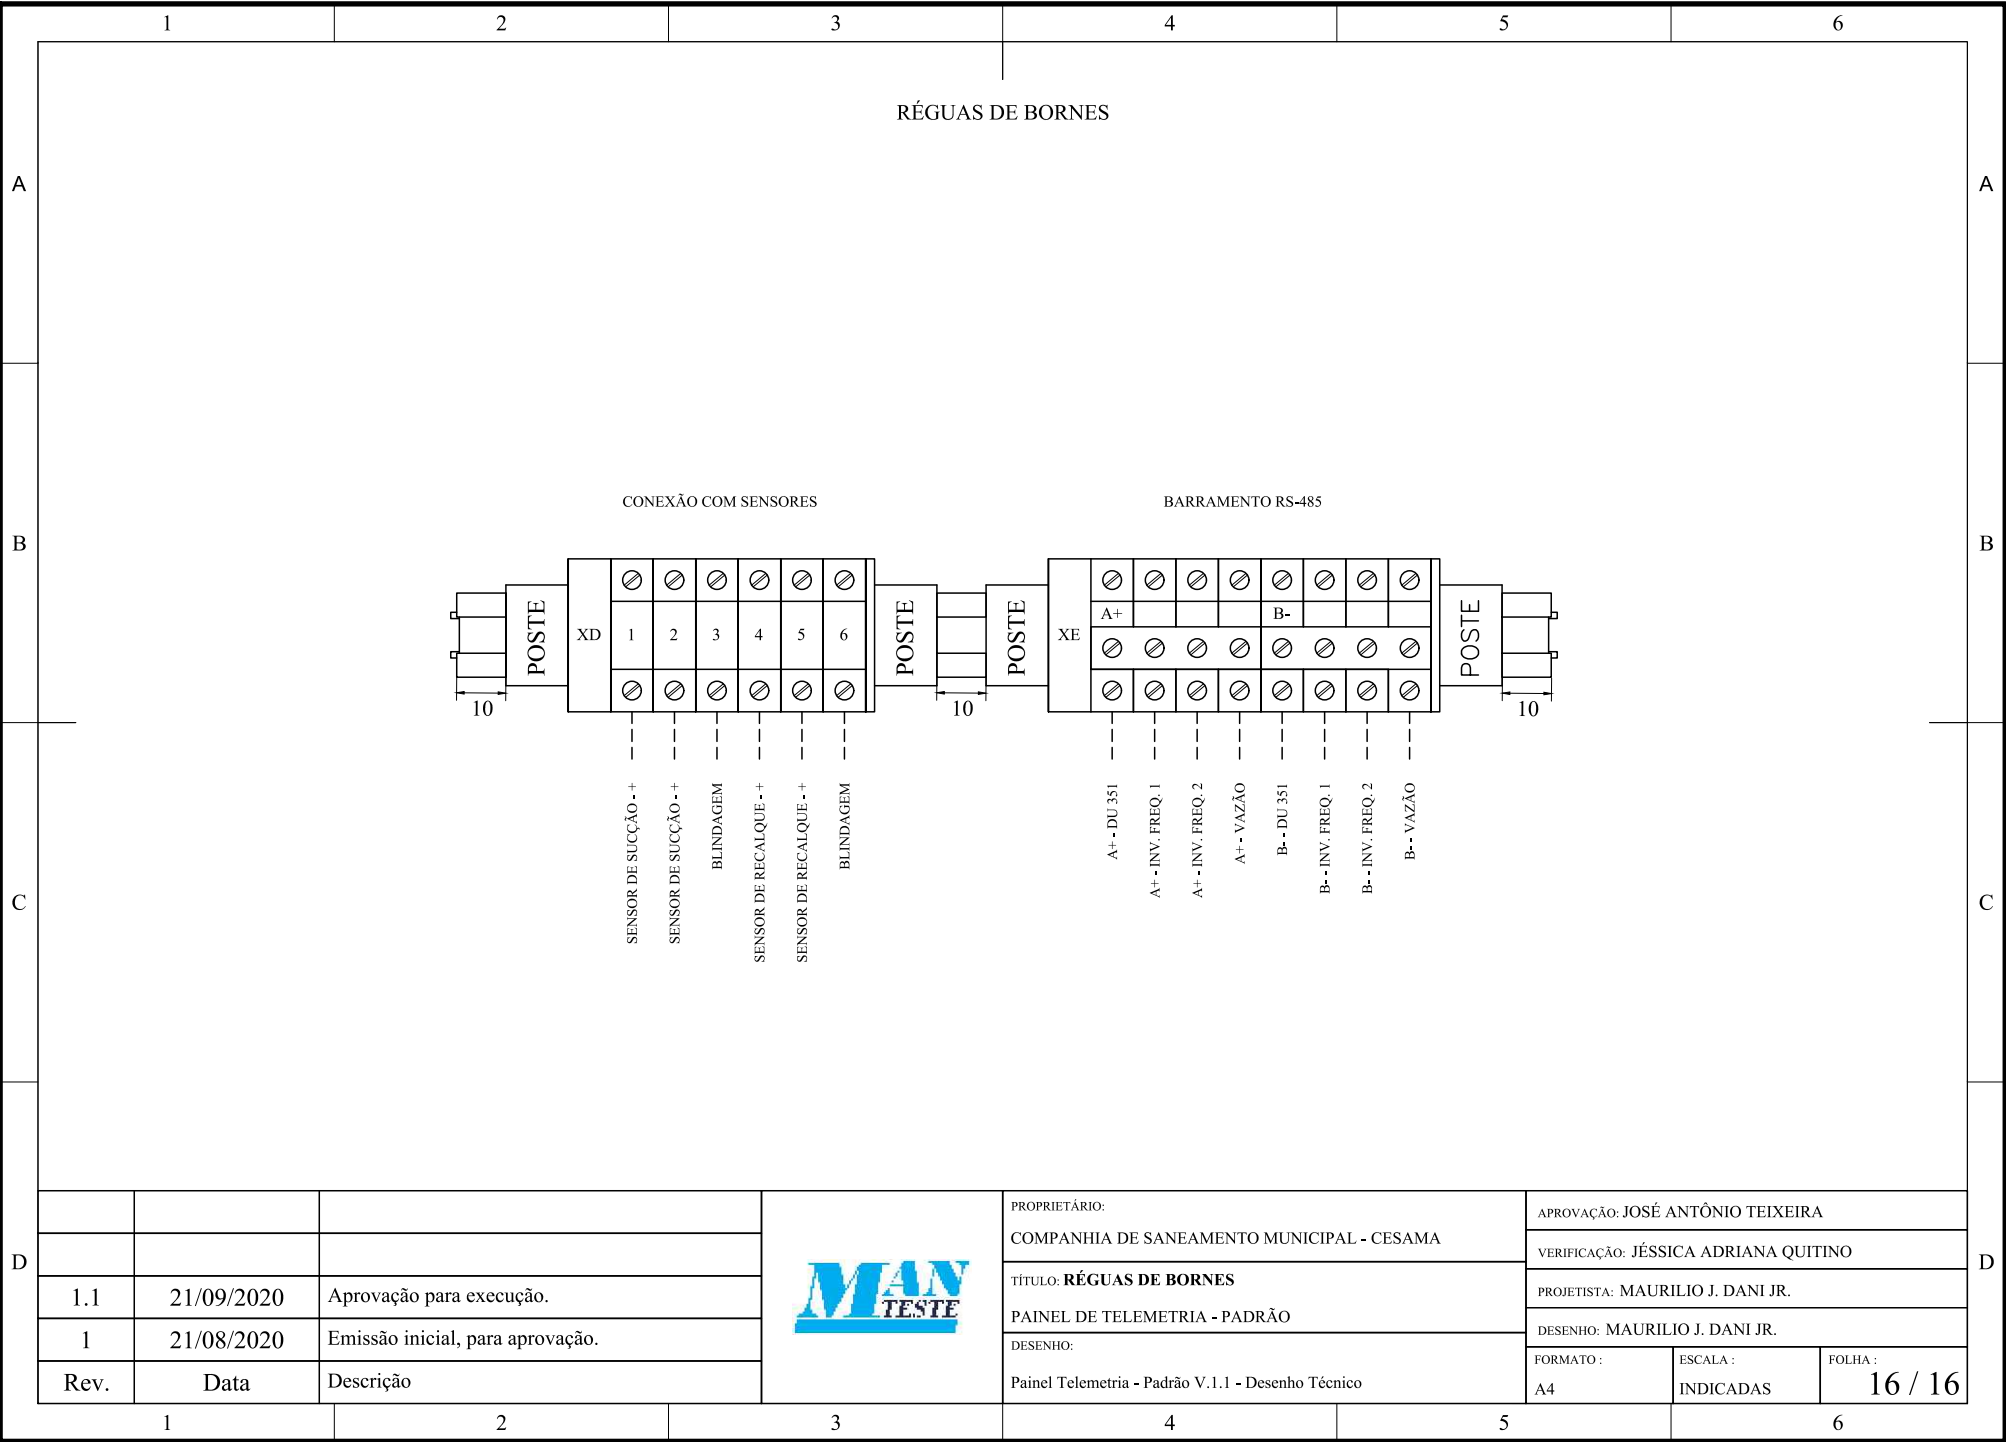 1 2 3 4 5 6
RÉGUAS DE BORNES
A A
CONEXÃO COM SENSORES
BARRAMENTO RS-485
B B
POSTE
XD
1 2 3 4 5 6
POSTE
POSTE
XE
A+
B-
POSTE
10
10
10
SENSOR DE SUCÇÃO - +
SENSOR DE SUCÇÃO - +
BLINDAGEM
SENSOR DE RECALQUE - +
SENSOR DE RECALQUE - +
BLINDAGEM
A+ - DU 351
A+ - INV. FREQ. 1
A+ - INV. FREQ. 2
A+ - VAZÃO
B- - DU 351
B- - INV. FREQ. 1
B- - INV. FREQ. 2
B- - VAZÃO
C C
D D
1.1 21/09/2020 Aprovação para execução.
1 21/08/2020 Emissão inicial, para aprovação.
Rev. Data Descrição
MAN
TESTE
PROPRIETÁRIO:
COMPANHIA DE SANEAMENTO MUNICIPAL - CESAMA
TÍTULO: RÉGUAS DE BORNES
PAINEL DE TELEMETRIA - PADRÃO
DESENHO:
Painel Telemetria - Padrão V.1.1 - Desenho Técnico
APROVAÇÃO: JOSÉ ANTÔNIO TEIXEIRA
VERIFICAÇÃO: JÉSSICA ADRIANA QUITINO
PROJETISTA: MAURILIO J. DANI JR.
DESENHO: MAURILIO J. DANI JR.
FORMATO :
A4
ESCALA :
INDICADAS
FOLHA :
16 / 16
1 2 3 4 5 6